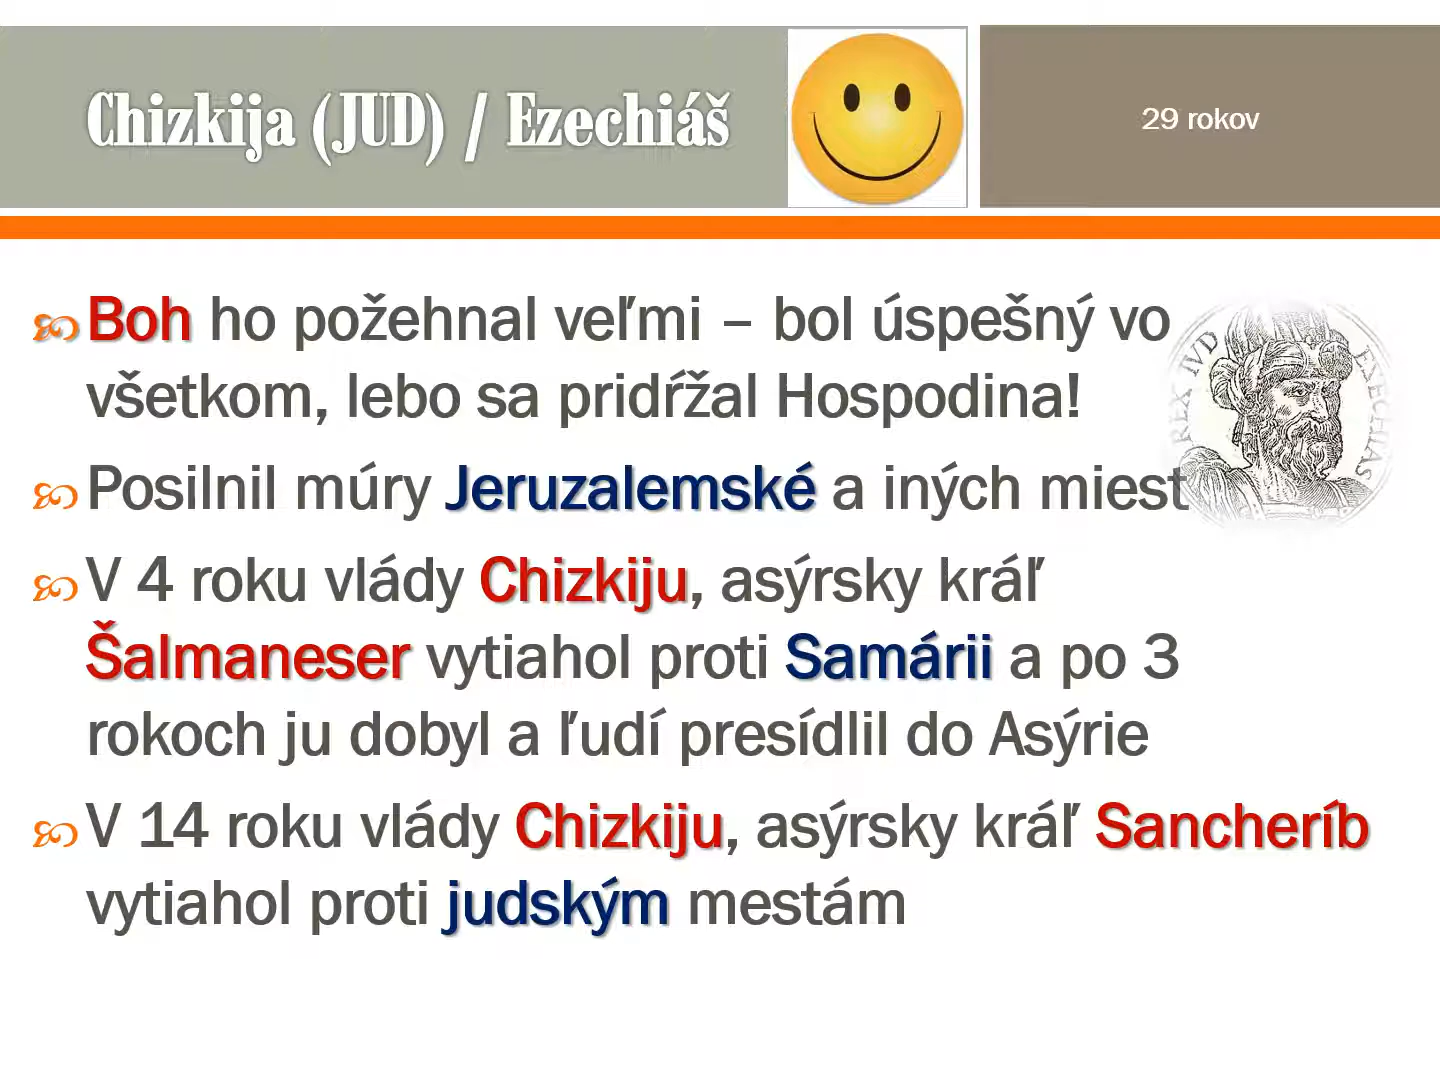 Chizkija (JUD) / Ezechiáš
29 rokov
Boh ho požehnal veľmi – bol úspešný vo
všetkom, lebo sa pridŕžal Hospodina!
Posilnil múry Jeruzalemské a iných miest
V 4 roku vlády Chizkiju, asýrsky kráľ
Šalmaneser vytiahol proti Samárii a po 3
rokoch ju dobyl a ľudí presídlil do Asýrie
V 14 roku vlády Chizkiju, asýrsky kráľ Sancheríb
vytiahol proti judským mestám
REX IVD EXECHIAS